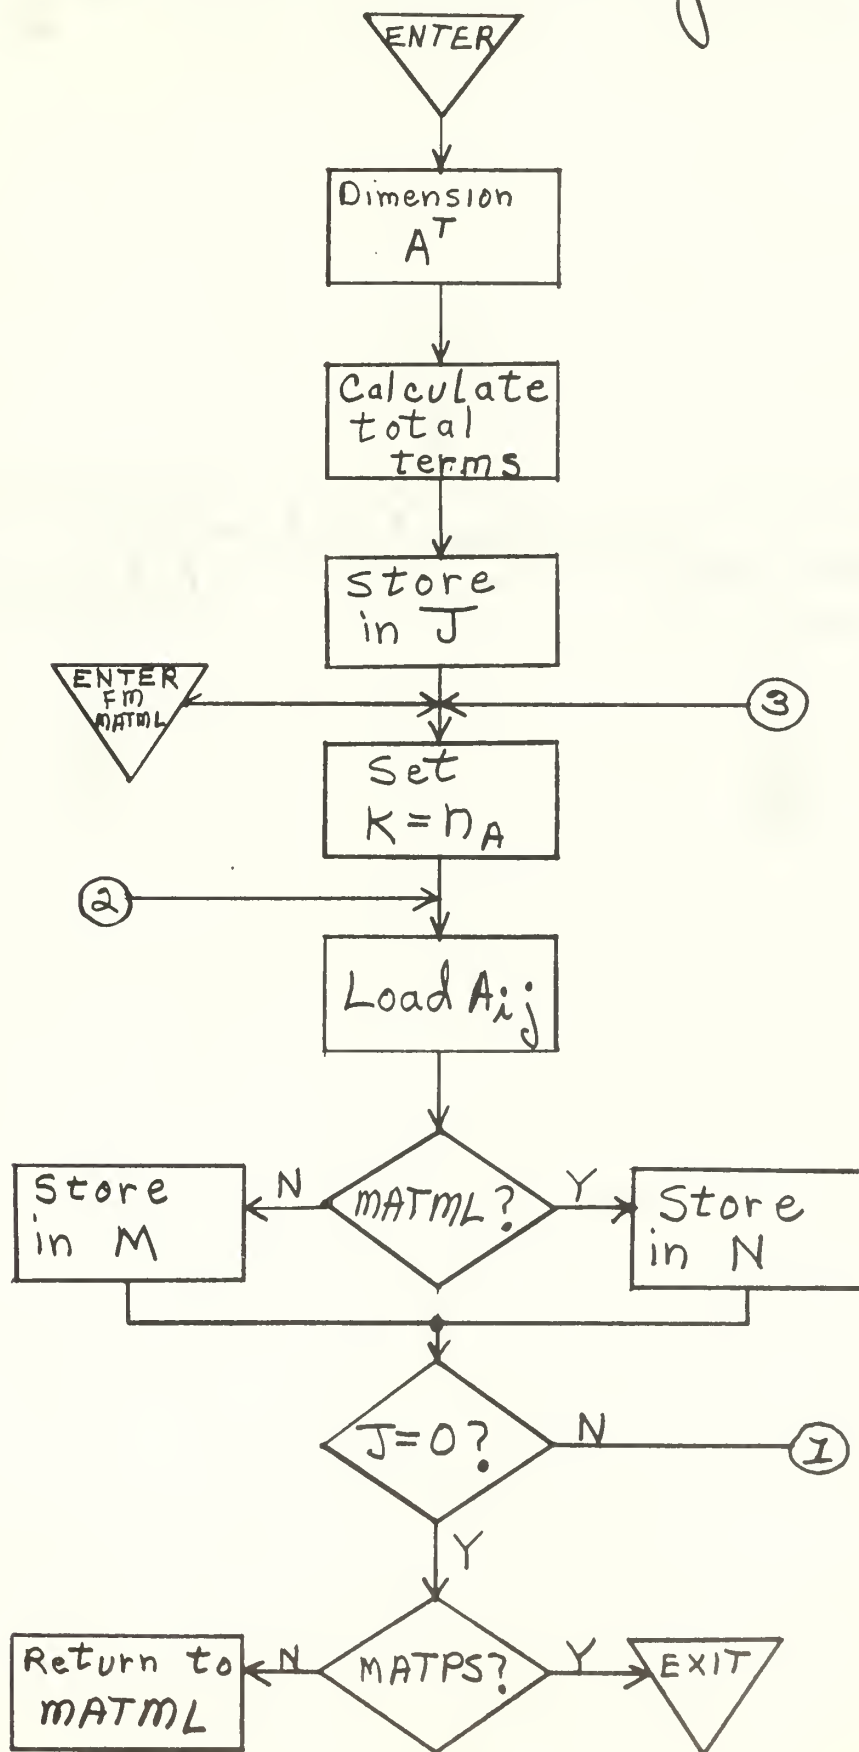 ENTER
Dimension
A^T
Calculate
total
terms
Store
in J
ENTER
FM
MATML
3
Set
K = n_A
2
Load A_ij
N
MATML?
Y
Store
in M
Store
in N
J=0?
N
1
Y
Return to
MATML
N
MATPS?
Y
EXIT